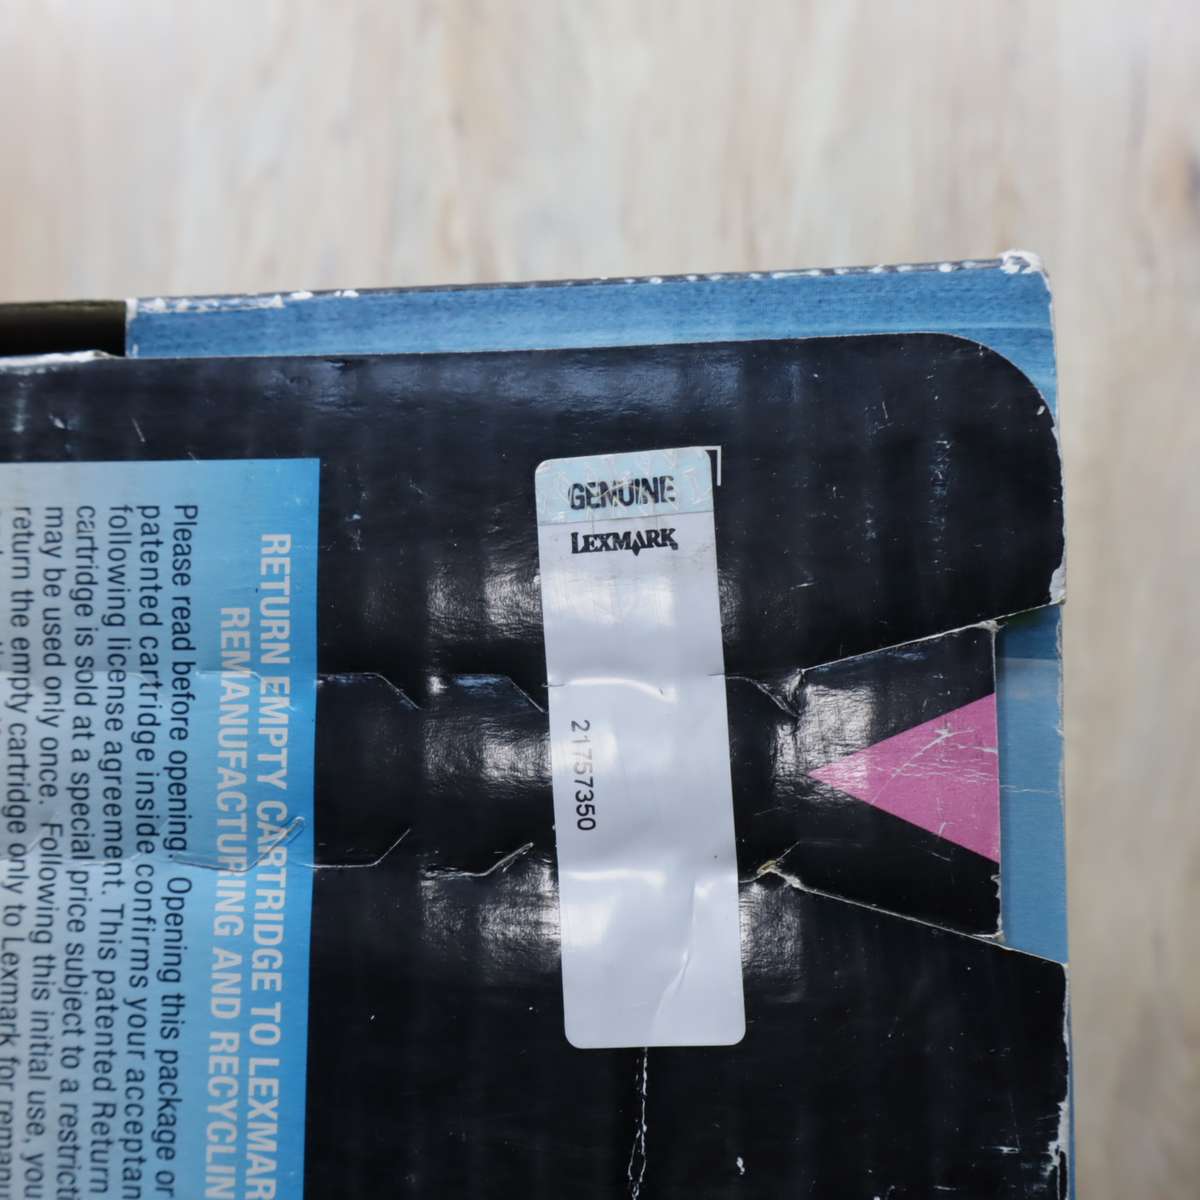 GENUINE
LEXMARK
21757350
RETURN EMPTY CARTRIDGE TO LEXMAR
REMANUFACTURING AND RECYCLIN
Please read before opening. Opening this package or
patented cartridge inside confirms your acceptan
following license agreement. This patented Return
cartridge is sold at a special price subject to a restricti
may be used only once. Following this initial use, you
return the empty cartridge only to Lexmark for remanu